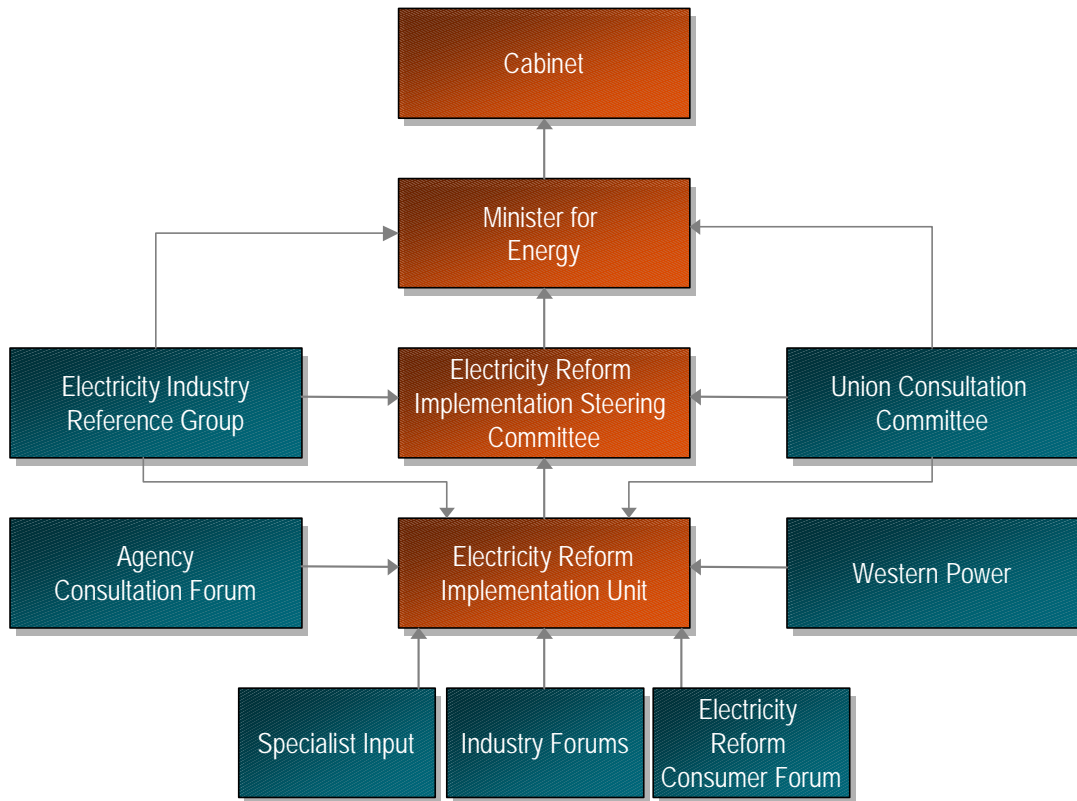 Cabinet
Minister for
Energy
Electricity Industry
Reference Group
Electricity Reform
Implementation Steering
Committee
Union Consultation
Committee
Agency
Consultation Forum
Electricity Reform
Implementation Unit
Western Power
Specialist Input
Industry Forums
Electricity
Reform
Consumer Forum